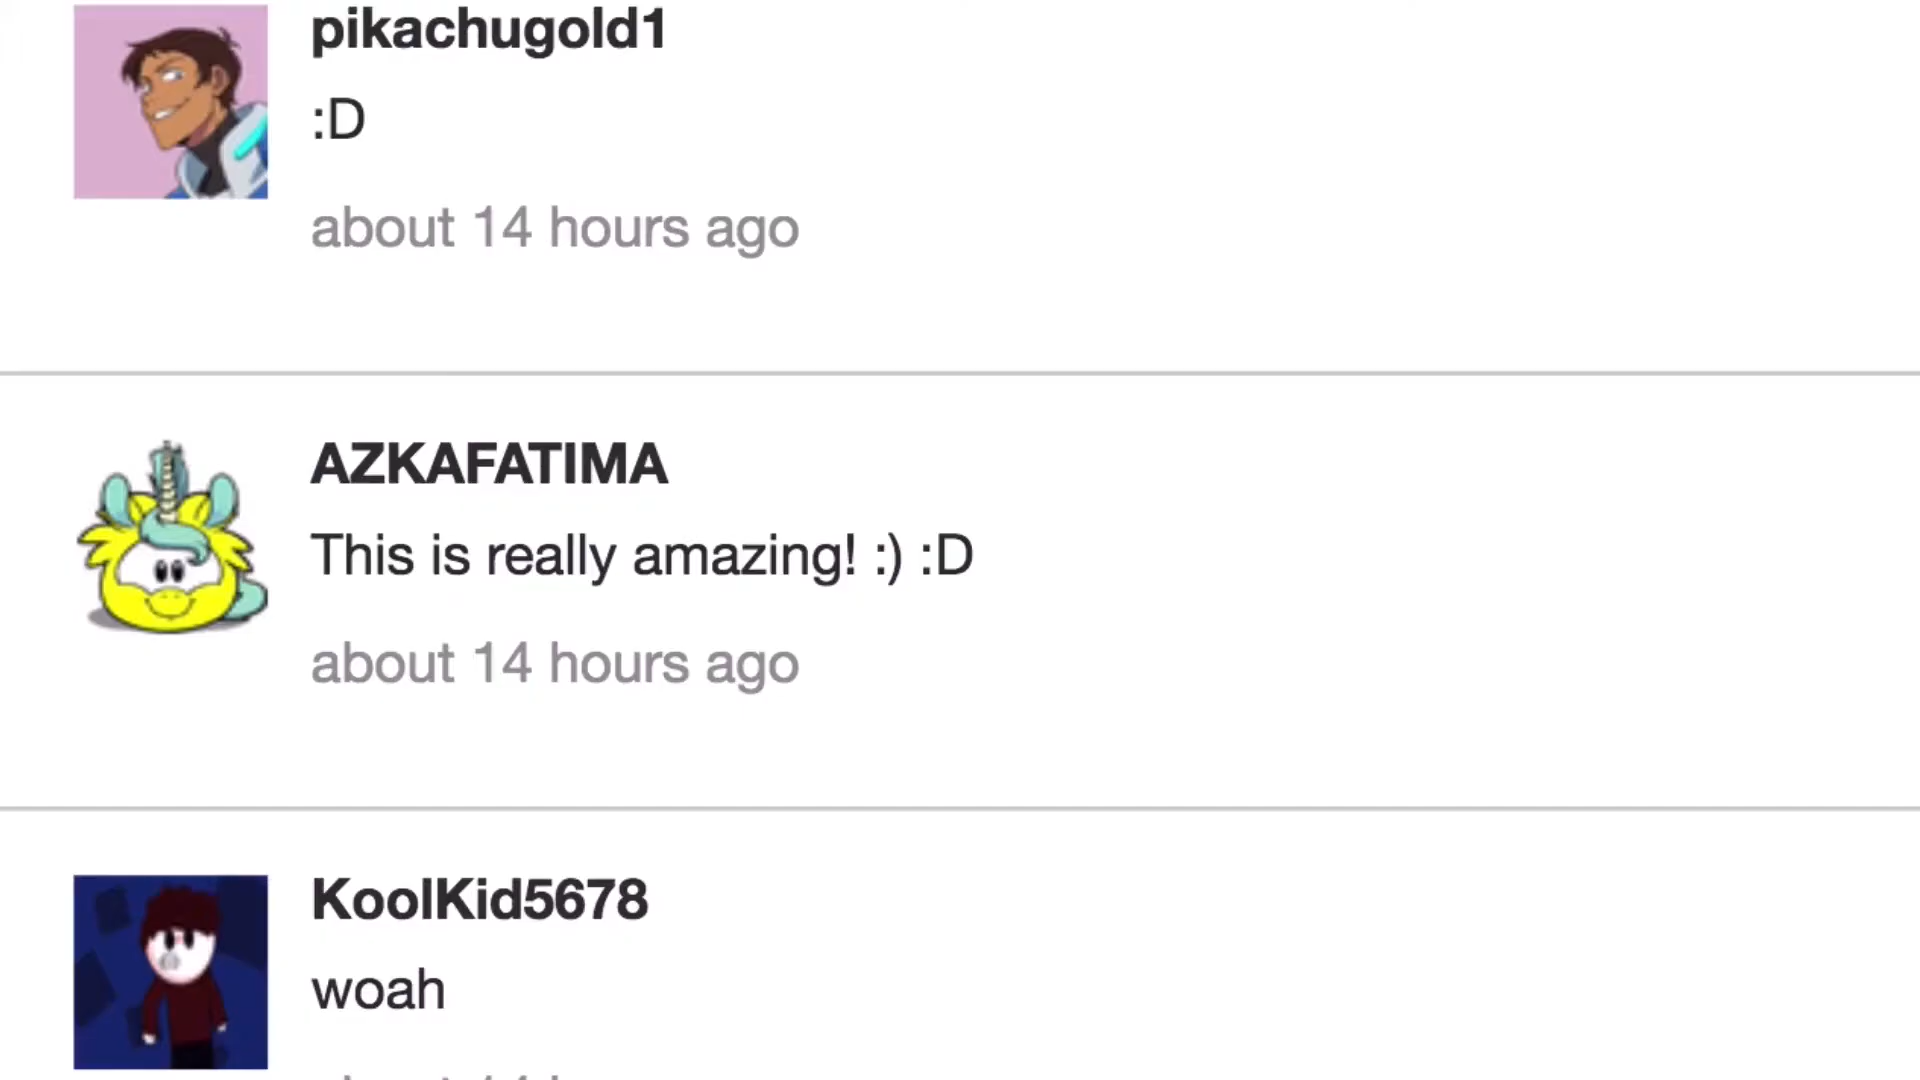 pikachugold1
:D
about 14 hours ago
AZKAFATIMA
This is really amazing! :) :D
about 14 hours ago
KoolKid5678
woah